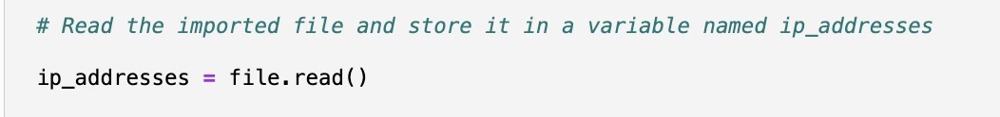 # Read the imported file and store it in a variable named ip_addresses
ip_addresses = file.read()